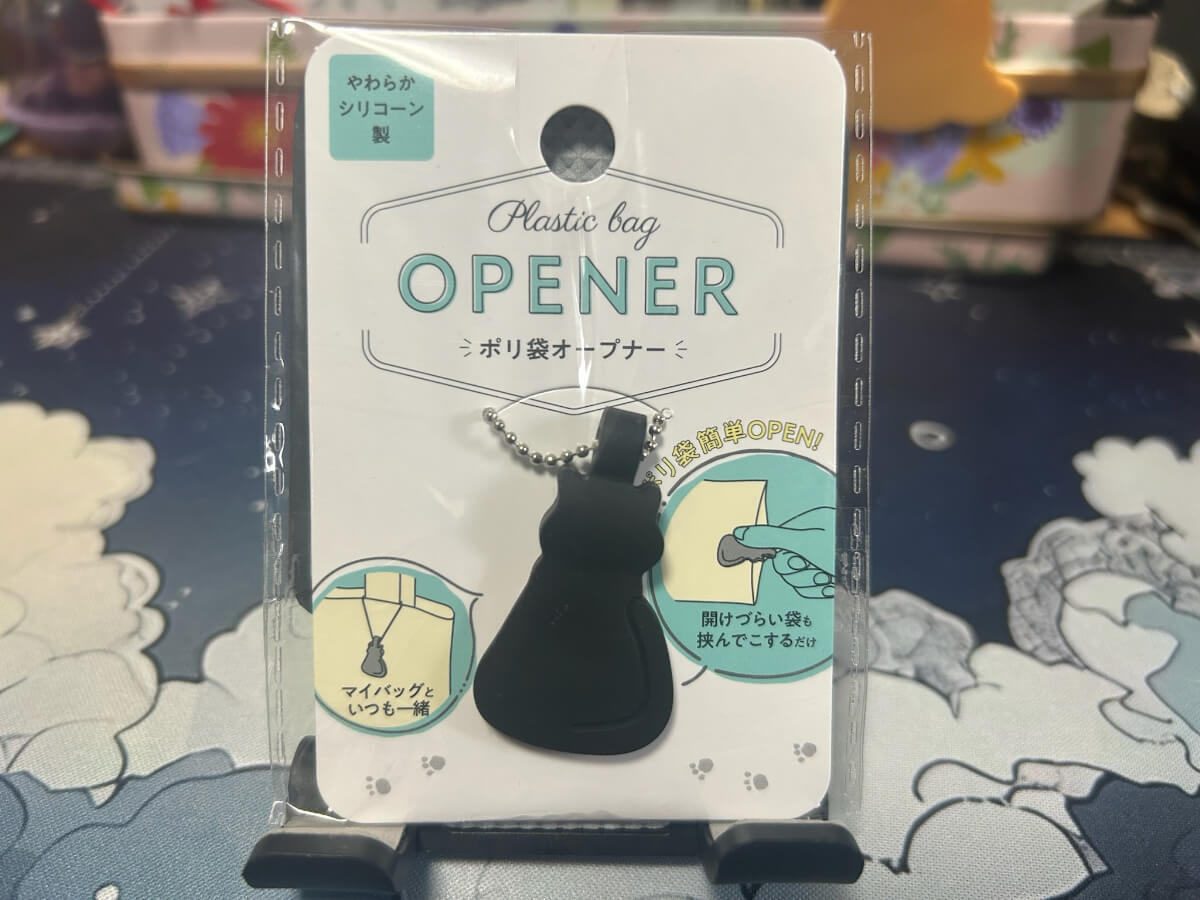 やわらか
シリコーン
製
Plastic bag
OPENER
ポリ袋オープナー
ポリ袋簡単OPEN!
開けづらい袋も
挟んでこするだけ
マイバッグと
いつも一緒